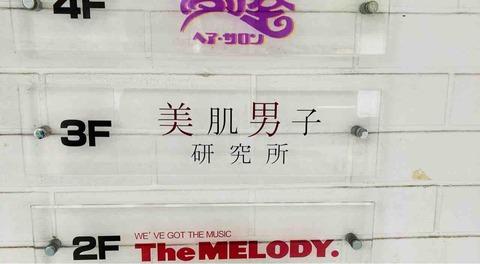 4F
ヘアーサロン
3F
美肌男子
研究所
2F
WE'VE GOT THE MUSIC
The MELODY.